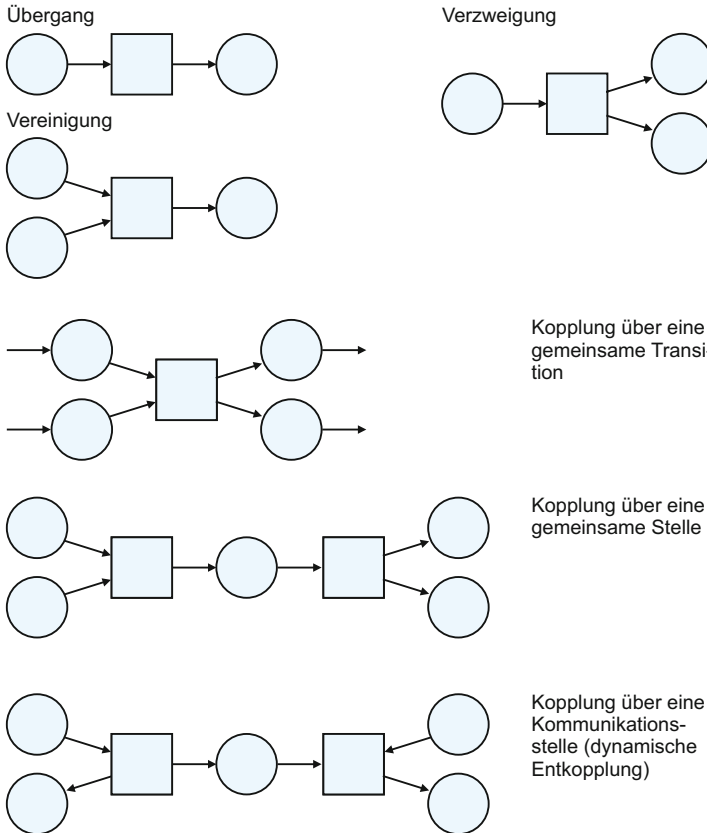 Übergang
Verzweigung
Vereinigung
Kopplung über eine
gemeinsame Transi-
tion
Kopplung über eine
gemeinsame Stelle
Kopplung über eine
Kommunikations-
stelle (dynamische
Entkopplung)